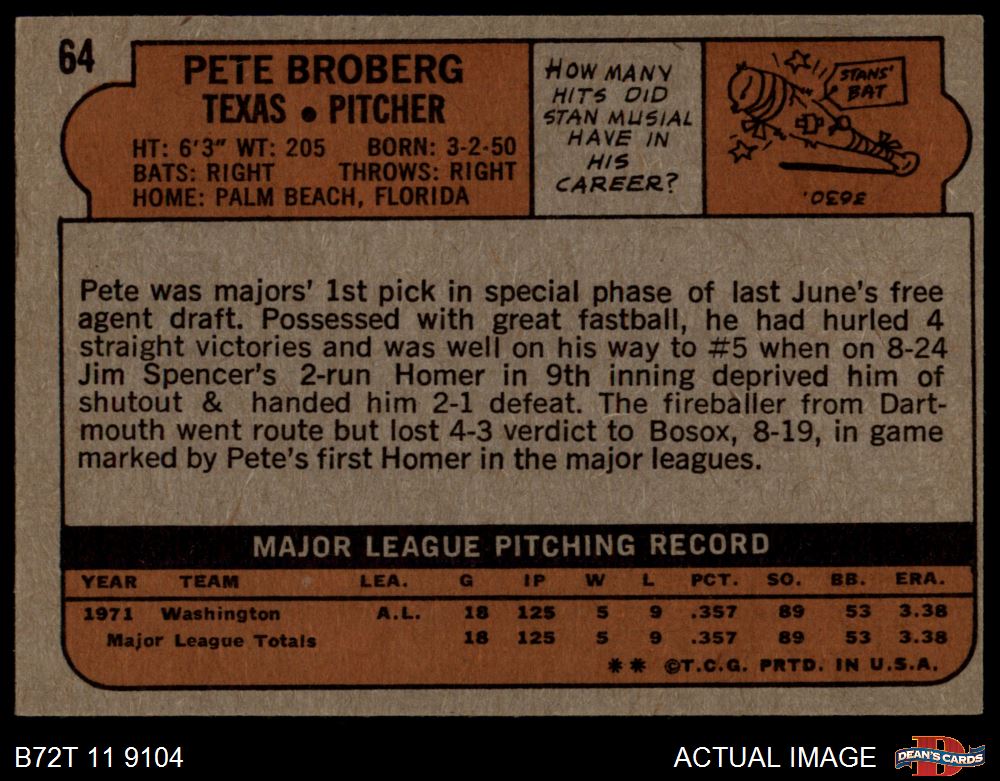 64
PETE BROBERG
TEXAS • PITCHER
HT: 6'3" WT: 205 BORN: 3-2-50
BATS: RIGHT THROWS: RIGHT
HOME: PALM BEACH, FLORIDA
HOW MANY
HITS DID
STAN MUSIAL
HAVE IN
HIS
CAREER?
STANS'
BAT
'OE9E
Pete was majors' 1st pick in special phase of last June's free
agent draft. Possessed with great fastball, he had hurled 4
straight victories and was well on his way to #5 when on 8-24
Jim Spencer's 2-run Homer in 9th inning deprived him of
shutout & handed him 2-1 defeat. The fireballer from Dart-
mouth went route but lost 4-3 verdict to Bosox, 8-19, in game
marked by Pete's first Homer in the major leagues.
MAJOR LEAGUE PITCHING RECORD
YEAR TEAM LEA. G IP W L PCT. SO. BB. ERA.
1971 Washington A.L. 18 125 5 9 .357 89 53 3.38
Major League Totals 18 125 5 9 .357 89 53 3.38
** ©T.C.G. PRTD. IN U.S.A.
B72T 11 9104
ACTUAL IMAGE
D
DEAN'S CARDS